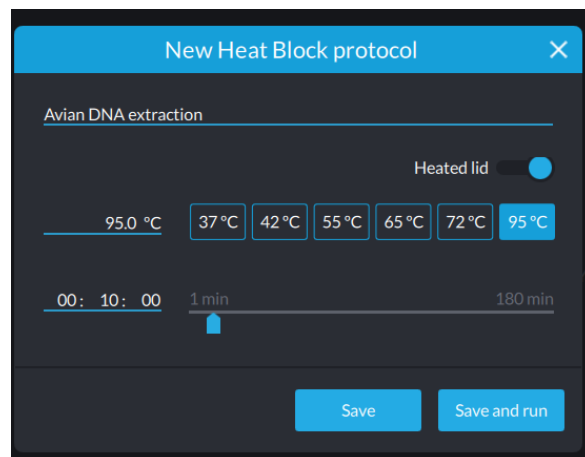 New Heat Block protocol
Avian DNA extraction
Heated lid
95.0 °C 37 °C 42 °C 55 °C 65 °C 72 °C 95 °C
00: 10: 00 1 min 180 min
Save Save and run